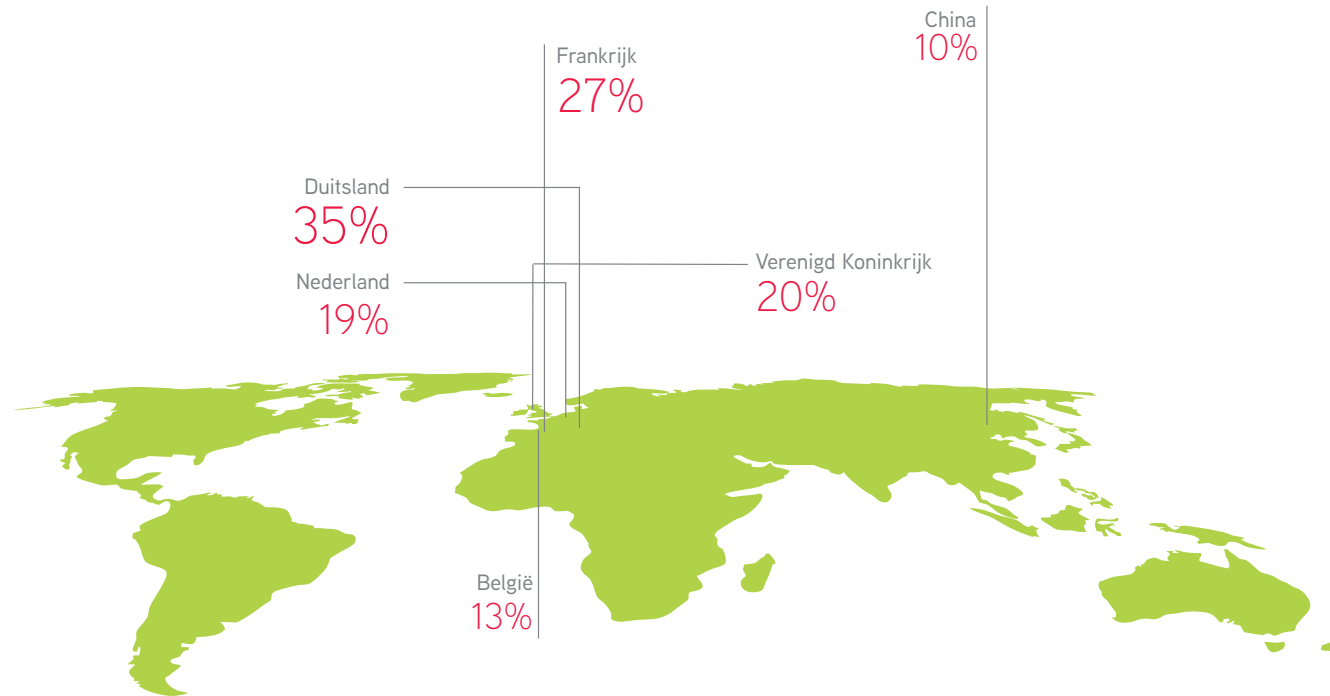 China
10%
Frankrijk
27%
Duitsland
35%
Verenigd Koninkrijk
20%
Nederland
19%
België
13%